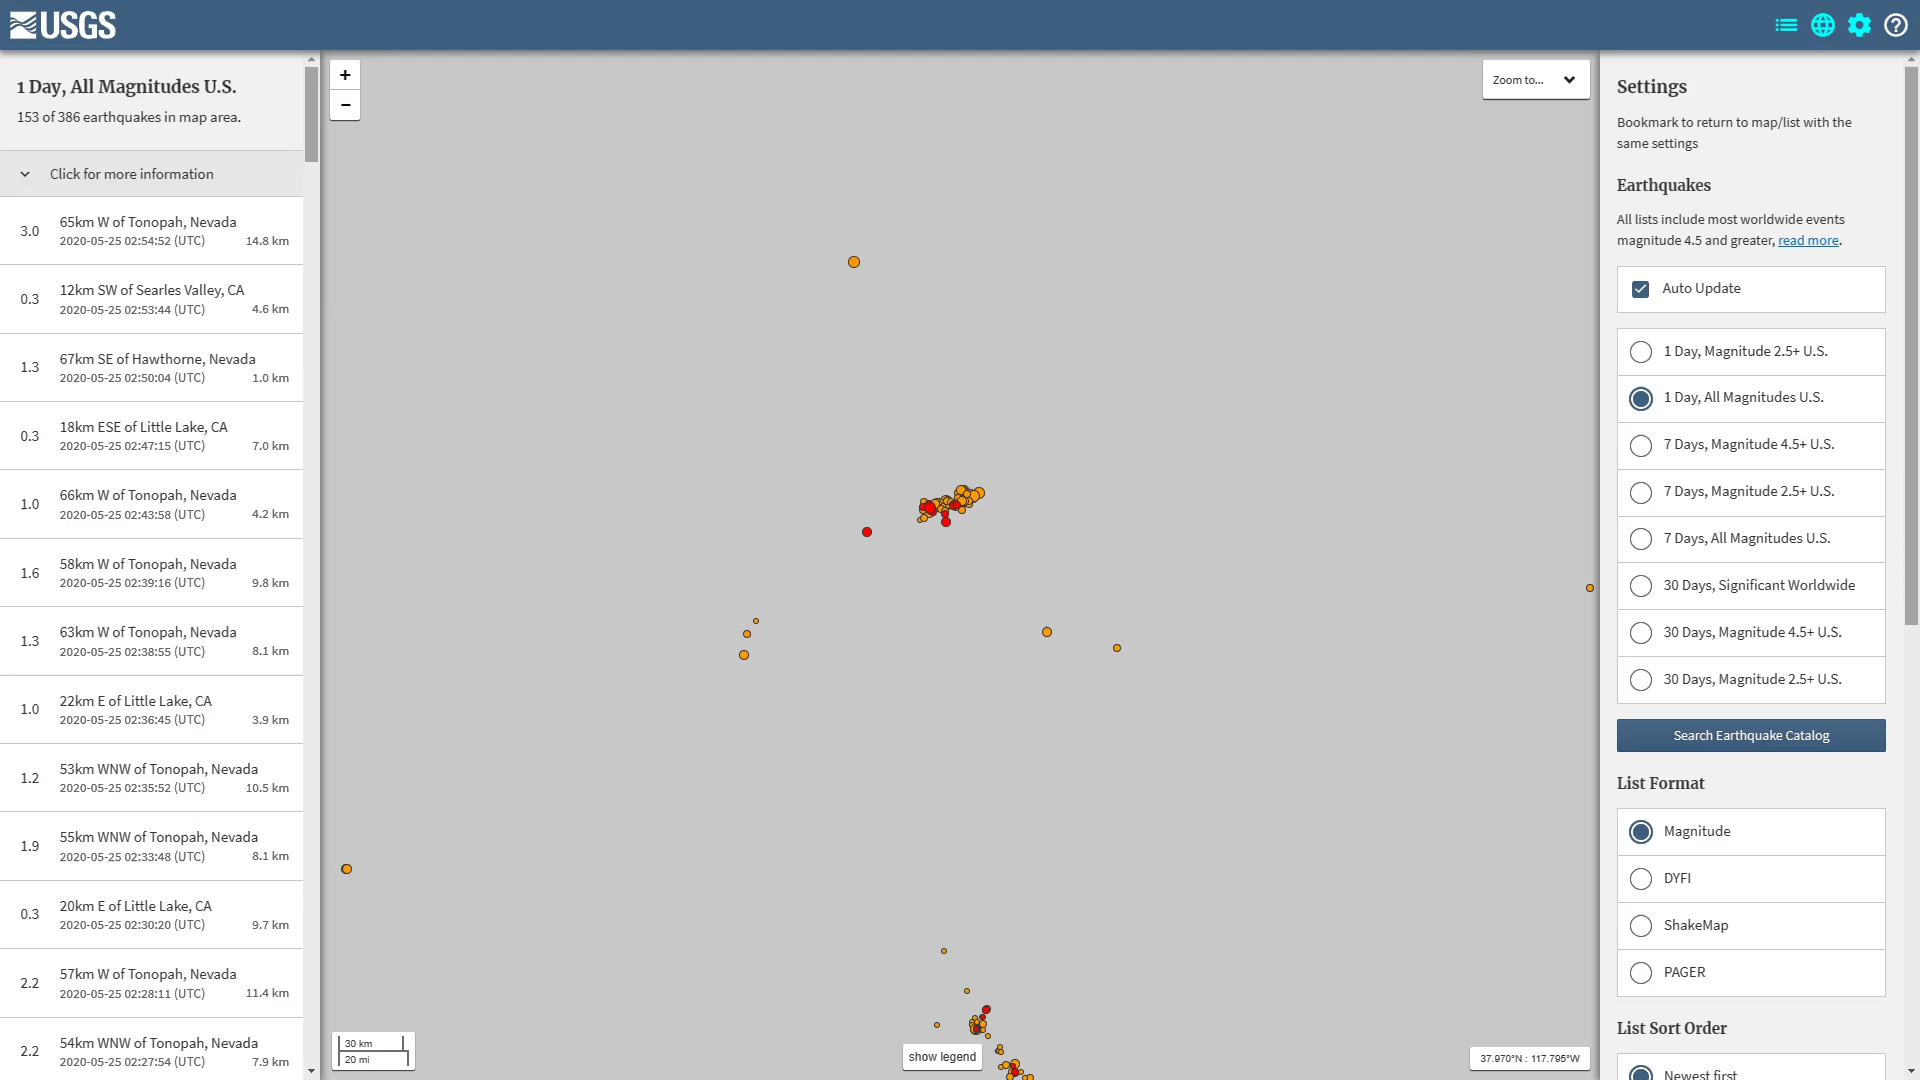 USGS
1 Day, All Magnitudes U.S.
153 of 386 earthquakes in map area.
Click for more information
3.0
65km W of Tonopah, Nevada
2020-05-25 02:54:52 (UTC)
14.8 km
0.3
12km SW of Searles Valley, CA
2020-05-25 02:53:44 (UTC)
4.6 km
1.3
67km SE of Hawthorne, Nevada
2020-05-25 02:50:04 (UTC)
1.0 km
0.3
18km ESE of Little Lake, CA
2020-05-25 02:47:15 (UTC)
7.0 km
1.0
66km W of Tonopah, Nevada
2020-05-25 02:43:58 (UTC)
4.2 km
1.6
58km W of Tonopah, Nevada
2020-05-25 02:39:16 (UTC)
9.8 km
1.3
63km W of Tonopah, Nevada
2020-05-25 02:38:55 (UTC)
8.1 km
1.0
22km E of Little Lake, CA
2020-05-25 02:36:45 (UTC)
3.9 km
1.2
53km WNW of Tonopah, Nevada
2020-05-25 02:35:52 (UTC)
10.5 km
1.9
55km WNW of Tonopah, Nevada
2020-05-25 02:33:48 (UTC)
8.1 km
0.3
20km E of Little Lake, CA
2020-05-25 02:30:20 (UTC)
9.7 km
2.2
57km W of Tonopah, Nevada
2020-05-25 02:28:11 (UTC)
11.4 km
2.2
54km WNW of Tonopah, Nevada
2020-05-25 02:27:54 (UTC)
7.9 km
+
−
Zoom to...
30 km
20 mi
show legend
37.970°N : 117.795°W
Settings
Bookmark to return to map/list with the
same settings
Earthquakes
All lists include most worldwide events
magnitude 4.5 and greater, read more.
Auto Update
1 Day, Magnitude 2.5+ U.S.
1 Day, All Magnitudes U.S.
7 Days, Magnitude 4.5+ U.S.
7 Days, Magnitude 2.5+ U.S.
7 Days, All Magnitudes U.S.
30 Days, Significant Worldwide
30 Days, Magnitude 4.5+ U.S.
30 Days, Magnitude 2.5+ U.S.
Search Earthquake Catalog
List Format
Magnitude
DYFI
ShakeMap
PAGER
List Sort Order
Newest first